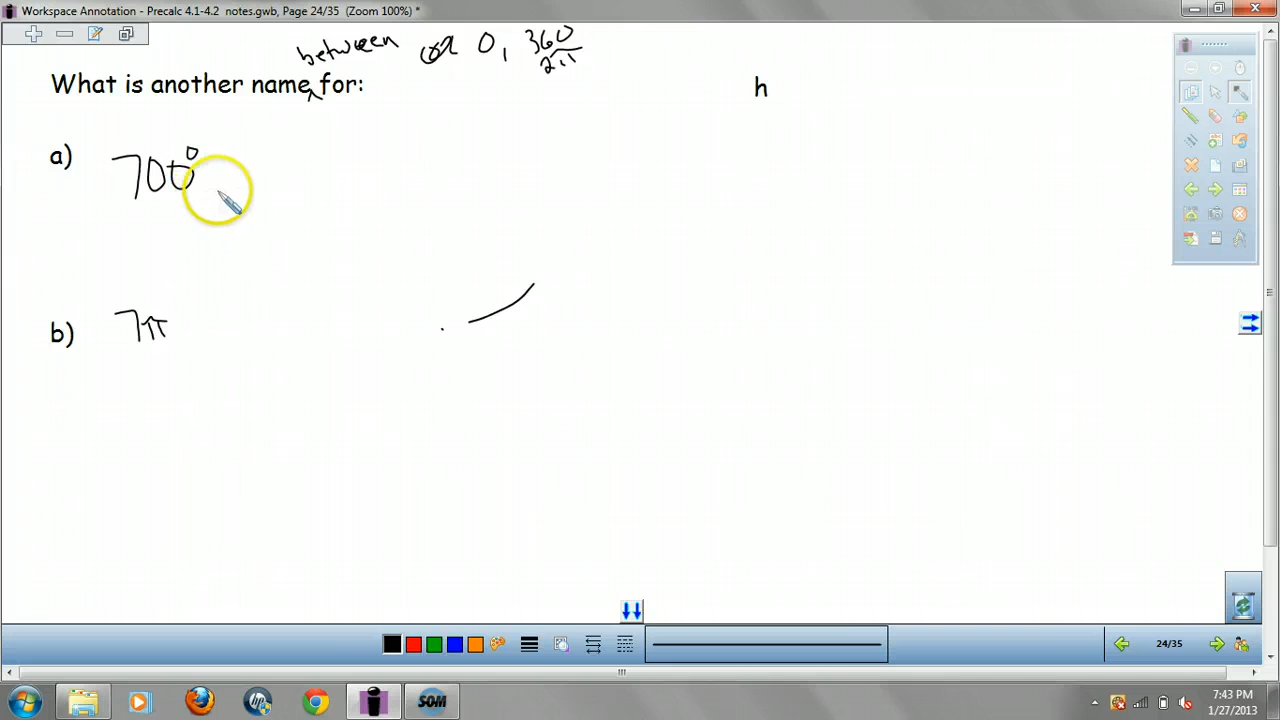 Workspace Annotation - Precalc 4.1-4.2 notes.gwb, Page 24/35 (Zoom 100%) *
between 0, 360
2π
What is another name for:
h
a) 700°
b) 7π
24/35
SOM
7:43 PM
1/27/2013